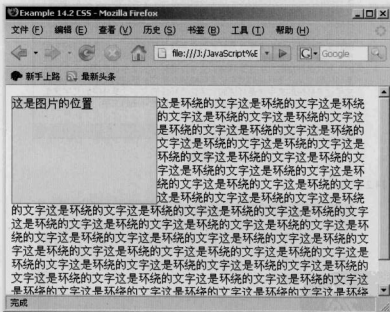 Example 14.2 CSS - Mozilla Firefox
文件(F) 编辑(E) 查看(V) 历史(S) 书签(B) 工具(T) 帮助(H)
file:///J:/JavaScript%E Google
新手上路 最新头条
这是图片的位置
这是环绕的文字这是环绕的文字这是环绕
的文字这是环绕的文字这是环绕的文字这
是环绕的文字这是环绕的文字这是环绕的
文字这是环绕的文字这是环绕的文字这是
环绕的文字这是环绕的文字这是环绕的文
字这是环绕的文字这是环绕的文字这是环
绕的文字这是环绕的文字这是环绕的文字
这是环绕的文字这是环绕的文字这是环绕
的文字这是环绕的文字这是环绕的文字这是环绕的文字这是环绕的文
字这是环绕的文字这是环绕的文字这是环绕的文字这是环绕的文字这
是环绕的文字这是环绕的文字这是环绕的文字这是环绕的文字这是环
绕的文字这是环绕的文字这是环绕的文字这是环绕的文字这是环绕的
文字这是环绕的文字这是环绕的文字这是环绕的文字这是环绕的文字
这是环绕的文字这是环绕的文字这是环绕的文字这是环绕的文字这是
环绕的文字这是环绕的文字这是环绕的文字这是环绕的文字这是环绕
完成